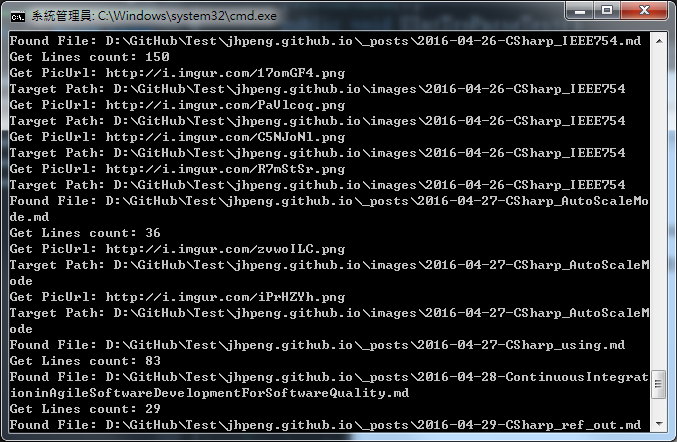 系統管理員: C:\Windows\system32\cmd.exe
Found File: D:\GitHub\Test\jhpeng.github.io\_posts\2016-04-26-CSharp_IEEE754.md
Get Lines count: 150
Get PicUrl: http://i.imgur.com/17omGF4.png
Target Path: D:\GitHub\Test\jhpeng.github.io\images\2016-04-26-CSharp_IEEE754
Get PicUrl: http://i.imgur.com/PaVlcoq.png
Target Path: D:\GitHub\Test\jhpeng.github.io\images\2016-04-26-CSharp_IEEE754
Get PicUrl: http://i.imgur.com/C5NJoNl.png
Target Path: D:\GitHub\Test\jhpeng.github.io\images\2016-04-26-CSharp_IEEE754
Get PicUrl: http://i.imgur.com/R7mStSr.png
Target Path: D:\GitHub\Test\jhpeng.github.io\images\2016-04-26-CSharp_IEEE754
Found File: D:\GitHub\Test\jhpeng.github.io\_posts\2016-04-27-CSharp_AutoScaleMo
de.md
Get Lines count: 36
Get PicUrl: http://i.imgur.com/zvwoILC.png
Target Path: D:\GitHub\Test\jhpeng.github.io\images\2016-04-27-CSharp_AutoScaleM
ode
Get PicUrl: http://i.imgur.com/iPrHZYh.png
Target Path: D:\GitHub\Test\jhpeng.github.io\images\2016-04-27-CSharp_AutoScaleM
ode
Found File: D:\GitHub\Test\jhpeng.github.io\_posts\2016-04-27-CSharp_using.md
Get Lines count: 83
Found File: D:\GitHub\Test\jhpeng.github.io\_posts\2016-04-28-ContinuousIntegrat
ioninAgileSoftwareDevelopmentForSoftwareQuality.md
Get Lines count: 29
Found File: D:\GitHub\Test\jhpeng.github.io\_posts\2016-04-29-CSharp_ref_out.md